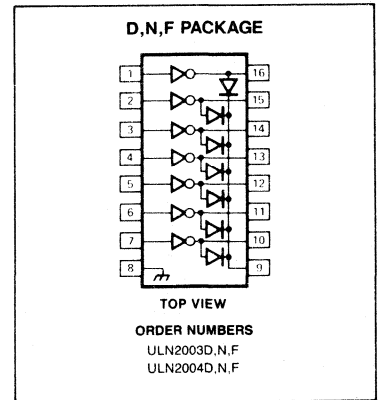 D,N,F PACKAGE
1 16
2 15
3 14
4 13
5 12
6 11
7 10
8 9
TOP VIEW
ORDER NUMBERS
ULN2003D,N,F
ULN2004D,N,F